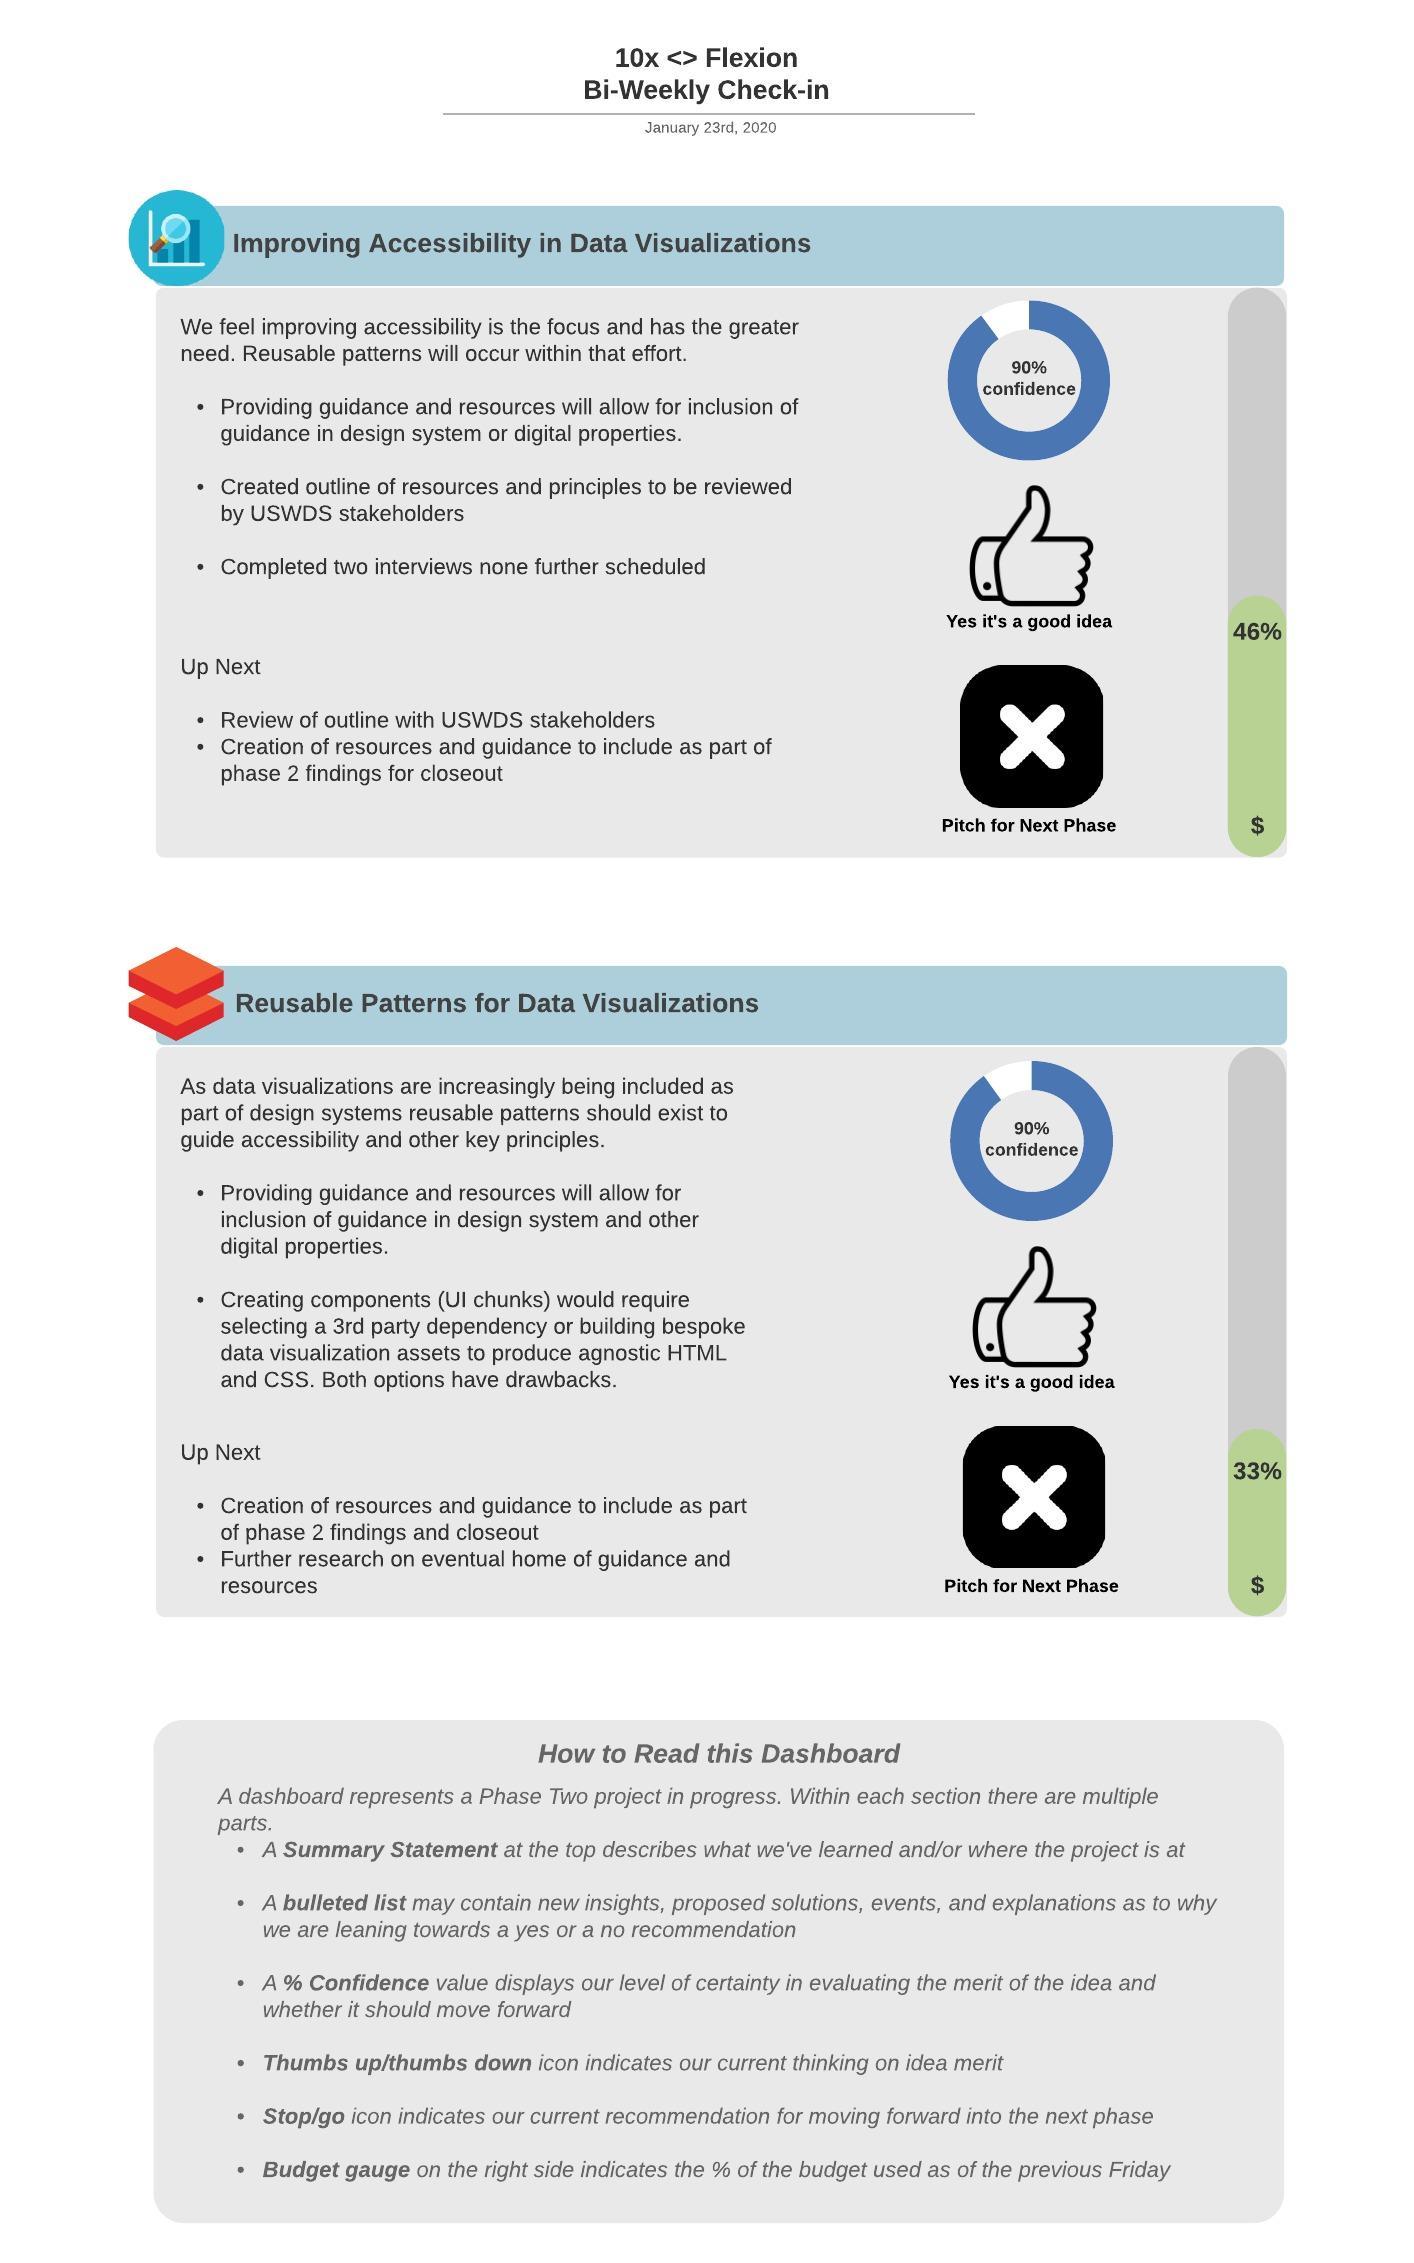 10x <> Flexion
Bi-Weekly Check-in
January 23rd, 2020
Improving Accessibility in Data Visualizations
We feel improving accessibility is the focus and has the greater
need. Reusable patterns will occur within that effort.
• Providing guidance and resources will allow for inclusion of
guidance in design system or digital properties.
• Created outline of resources and principles to be reviewed
by USWDS stakeholders
• Completed two interviews none further scheduled
Up Next
• Review of outline with USWDS stakeholders
• Creation of resources and guidance to include as part of
phase 2 findings for closeout
90%
confidence
Yes it's a good idea
Pitch for Next Phase
46%
$
Reusable Patterns for Data Visualizations
As data visualizations are increasingly being included as
part of design systems reusable patterns should exist to
guide accessibility and other key principles.
• Providing guidance and resources will allow for
inclusion of guidance in design system and other
digital properties.
• Creating components (UI chunks) would require
selecting a 3rd party dependency or building bespoke
data visualization assets to produce agnostic HTML
and CSS. Both options have drawbacks.
Up Next
• Creation of resources and guidance to include as part
of phase 2 findings and closeout
• Further research on eventual home of guidance and
resources
90%
confidence
Yes it's a good idea
Pitch for Next Phase
33%
$
How to Read this Dashboard
A dashboard represents a Phase Two project in progress. Within each section there are multiple
parts.
• A Summary Statement at the top describes what we've learned and/or where the project is at
• A bulleted list may contain new insights, proposed solutions, events, and explanations as to why
we are leaning towards a yes or a no recommendation
• A % Confidence value displays our level of certainty in evaluating the merit of the idea and
whether it should move forward
• Thumbs up/thumbs down icon indicates our current thinking on idea merit
• Stop/go icon indicates our current recommendation for moving forward into the next phase
• Budget gauge on the right side indicates the % of the budget used as of the previous Friday